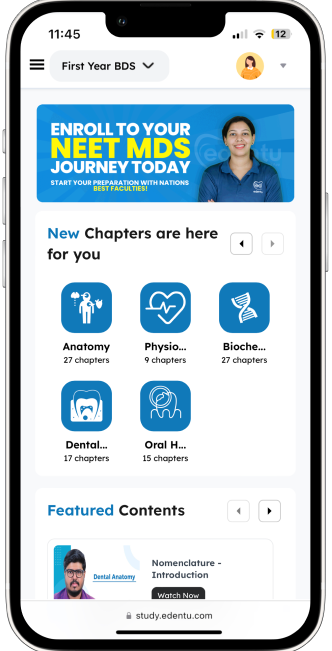 11:45
12
First Year BDS
ENROLL TO YOUR
NEET MDS
JOURNEY TODAY
START YOUR PREPARATION WITH NATIONS
BEST FACULTIES!
edentu
New Chapters are here
for you
Anatomy
27 chapters
Physio...
9 chapters
Bioche...
27 chapters
Dental...
17 chapters
Oral H...
15 chapters
Featured Contents
Dental Anatomy
Nomenclature -
Introduction
Watch Now
study.edentu.com